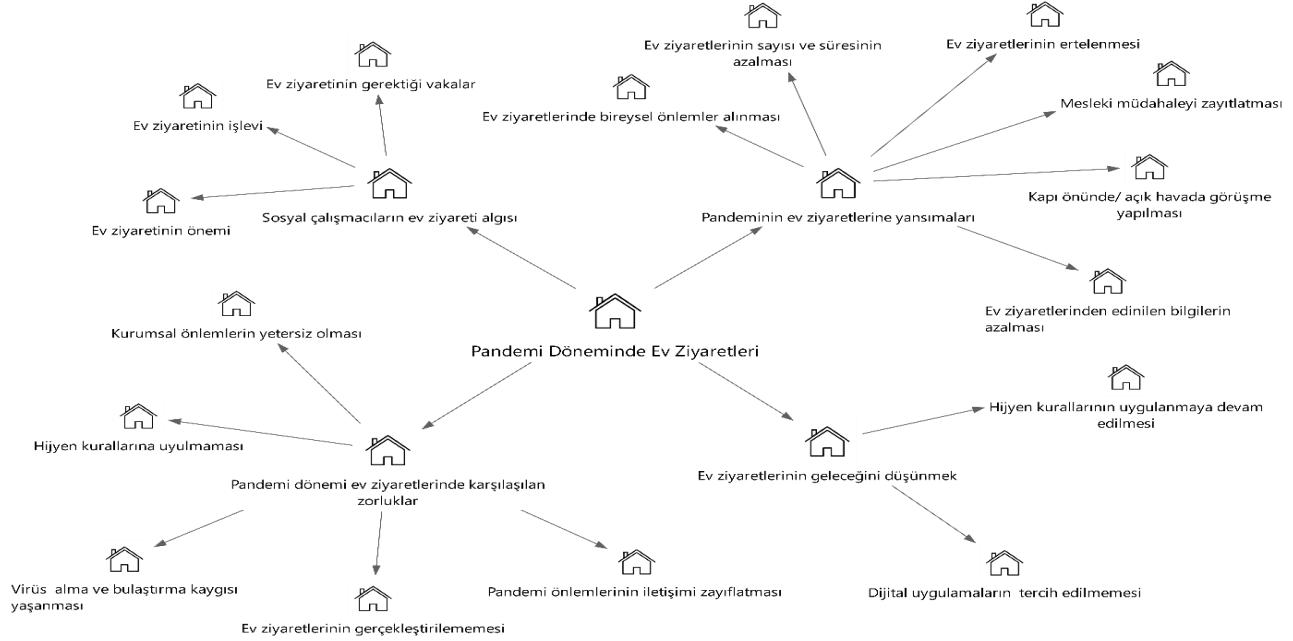 Ev ziyaretlerinin sayısı ve süresinin
azalması
Ev ziyaretlerinin ertelenmesi
Ev ziyaretinin gerektiği vakalar
Mesleki müdahaleyi zayıtlatması
Ev ziyaretlerinde bireysel önlemler alınması
Ev ziyaretinin işlevi
Kapı önünde/ açık havada görüşme
yapılması
Sosyal çalışmacıların ev ziyareti algısı
Pandeminin ev ziyaretlerine yansımaları
Ev ziyaretinin önemi
Ev ziyaretlerinden edinilen bilgilerin
azalması
Kurumsal önlemlerin yetersiz olması
Pandemi Döneminde Ev Ziyaretleri
Hijyen kurallarının uygulanmaya devam
edilmesi
Hijyen kurallarına uyulmaması
Ev ziyaretlerinin geleceğini düşünmek
Pandemi dönemi ev ziyaretlerinde karşılaşılan
zorluklar
Virüs alma ve bulaştırma kaygısı
yaşanması
Pandemi önlemlerinin iletişimi zayıflatması
Dijital uygulamaların tercih edilmemesi
Ev ziyaretlerinin gerçekleştirilememesi